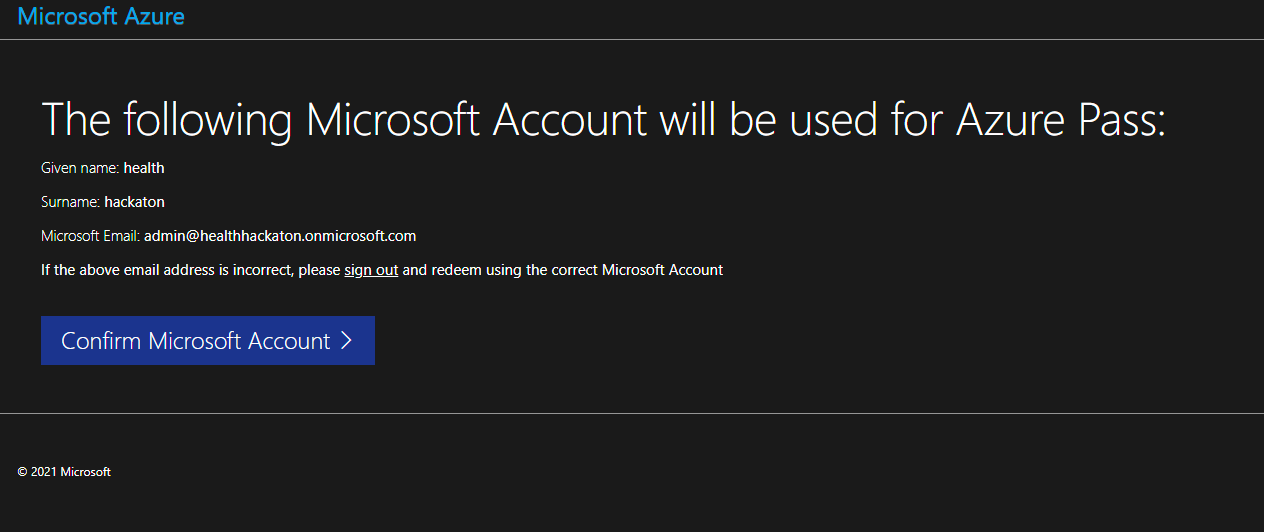 Microsoft Azure
The following Microsoft Account will be used for Azure Pass:
Given name: health
Surname: hackaton
Microsoft Email: admin@healthhackaton.onmicrosoft.com
If the above email address is incorrect, please sign out and redeem using the correct Microsoft Account
Confirm Microsoft Account
© 2021 Microsoft